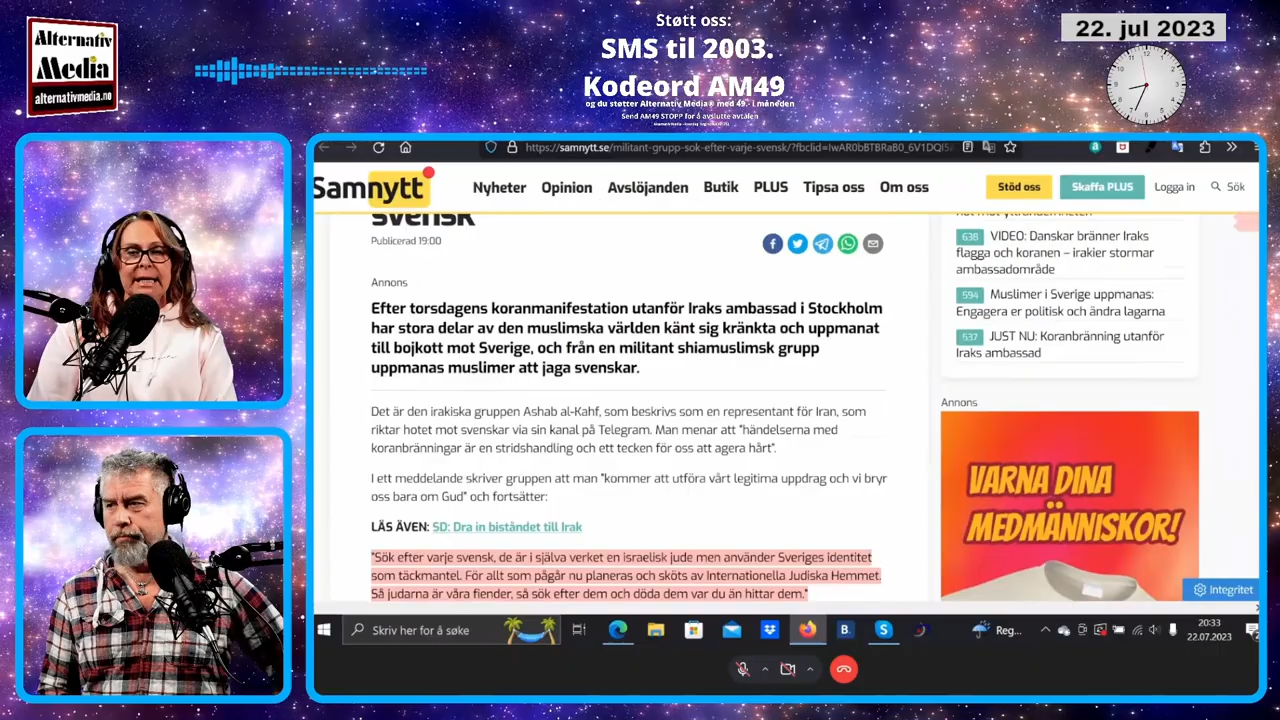 Alternativ
Media
alternativmedia.no
Støtt oss:
SMS til 2003.
Kodeord AM49
og du støtter Alternativ Media® med 49.- i måneden
Send AM49 STOPP for å avslutte avtalen
22. jul 2023
https://samnytt.se/militant-grupp-sok-efter-varje-svensk/?fbclid=IwAR0bBTBRaB0_6V1DQI5
Samnytt
Nyheter Opinion Avslöjanden Butik PLUS Tipsa oss Om oss Stöd oss Skaffa PLUS Logga in Sök
svensk
Publicerad 19:00
Annons
Efter torsdagens koranmanifestation utanför Iraks ambassad i Stockholm
har stora delar av den muslimska världen känt sig kränkta och uppmanat
till bojkott mot Sverige, och från en militant shiamuslimsk grupp
uppmanas muslimer att jaga svenskar.
Det är den irakiska gruppen Ashab al-Kahf, som beskrivs som en representant för Iran, som
riktar hotet mot svenskar via sin kanal på Telegram. Man menar att "händelserna med
koranbränningar är en stridshandling och ett tecken för oss att agera hårt".
I ett meddelande skriver gruppen att man "kommer att utföra vårt legitima uppdrag och vi bryr
oss bara om Gud" och fortsätter:
LÄS ÄVEN: SD: Dra in biståndet till Irak
"Sök efter varje svensk, de är i själva verket en israelisk jude men använder Sveriges identitet
som täckmantel. För allt som pågår nu planeras och sköts av Internationella Judiska Hemmet.
Så judarna är våra fiender, så sök efter dem och döda dem var du än hittar dem."
638 VIDEO: Danskar bränner Iraks
flagga och koranen – irakier stormar
ambassadområde
594 Muslimer i Sverige uppmanas:
Engagera er politisk och ändra lagarna
537 JUST NU: Koranbränning utanför
Iraks ambassad
Annons
VARNA DINA
MEDMÄNNISKOR!
Integritet
Skriv her for å søke
B.
Reg...
20:33
22.07.2023